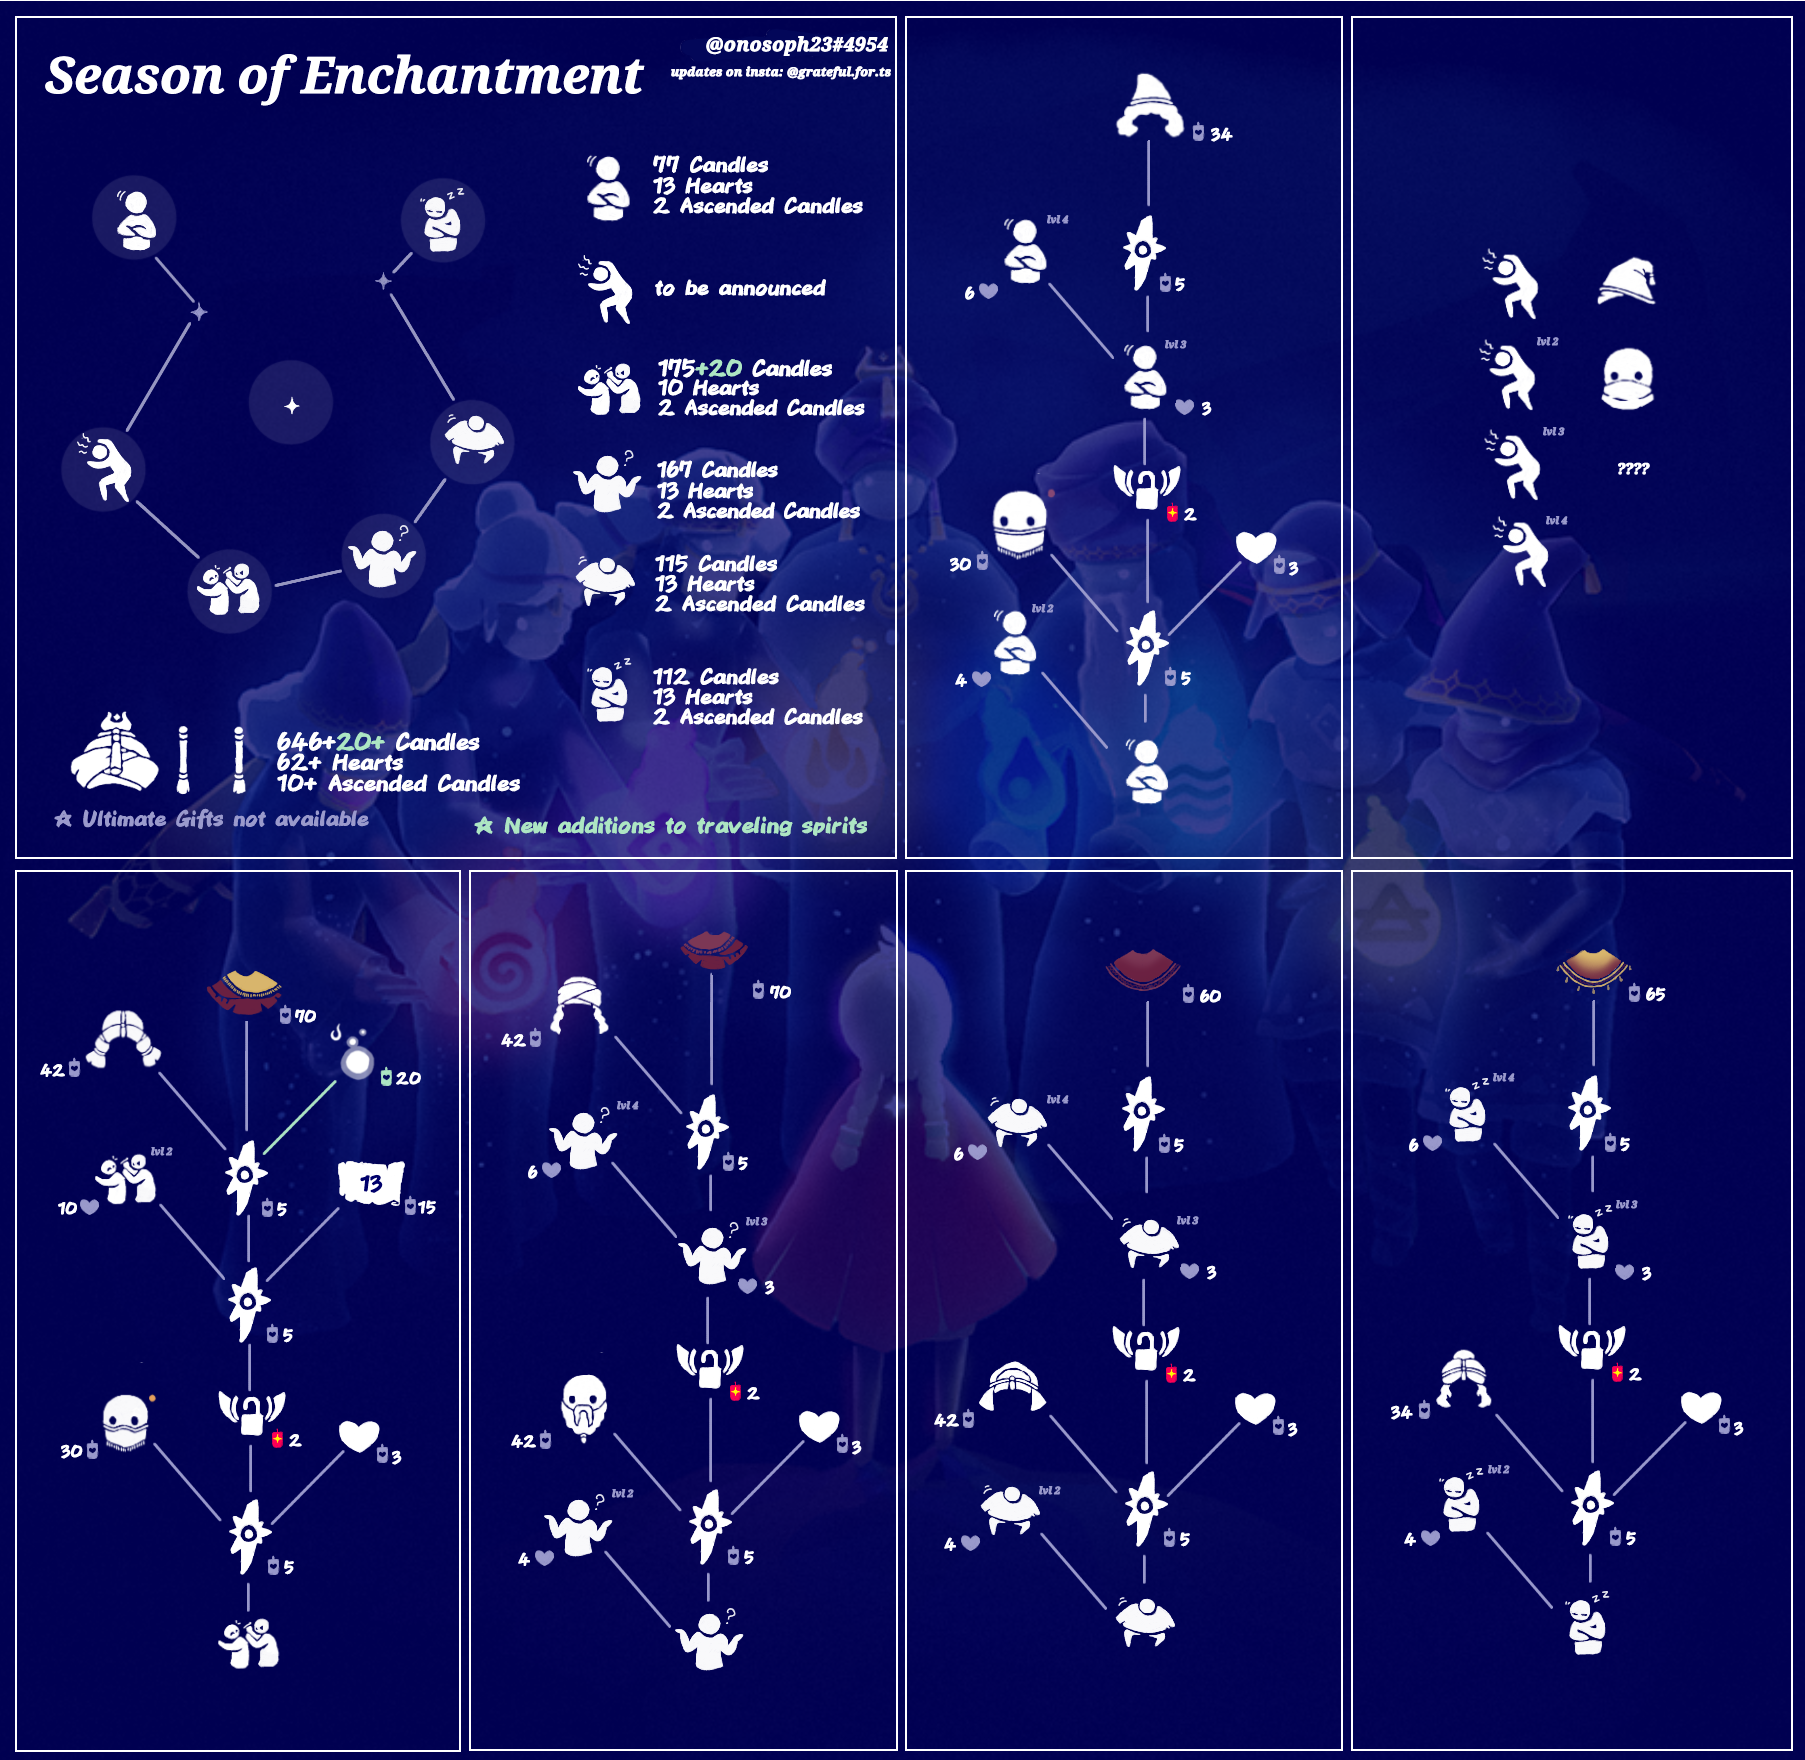 @onosoph23#4954
Season of Enchantment
updates on insta: @grateful.for.ts
77 Candles
13 Hearts
2 Ascended Candles
to be announced
175+20 Candles
10 Hearts
2 Ascended Candles
167 Candles
13 Hearts
2 Ascended Candles
115 Candles
13 Hearts
2 Ascended Candles
112 Candles
13 Hearts
2 Ascended Candles
646+20+ Candles
62+ Hearts
10+ Ascended Candles
☆ Ultimate Gifts not available
☆ New additions to traveling spirits
34
lvl 4
6
5
lvl 3
3
2
30
3
lvl 2
4
5
lvl 2
lvl 3
????
lvl 4
70
42
20
lvl 2
10
5
13
15
5
30
2
3
5
70
42
lvl 4
6
5
lvl 3
3
2
42
3
lvl 2
4
5
?
60
lvl 4
6
5
lvl 3
3
2
42
3
lvl 2
4
5
65
zz
lvl 4
6
5
zz
lvl 3
3
2
34
3
zz
lvl 2
4
5
zz